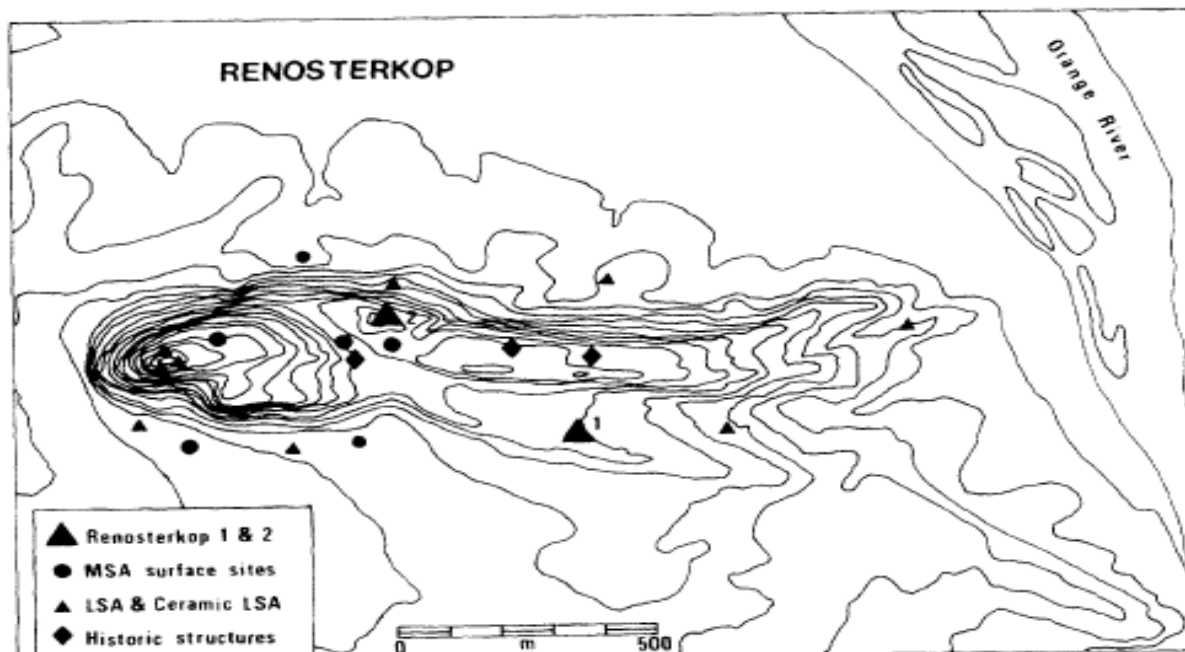 RENOSTERKOP
Orange River
2
1
Renosterkop 1 & 2
MSA surface sites
LSA & Ceramic LSA
Historic structures
0 m 500